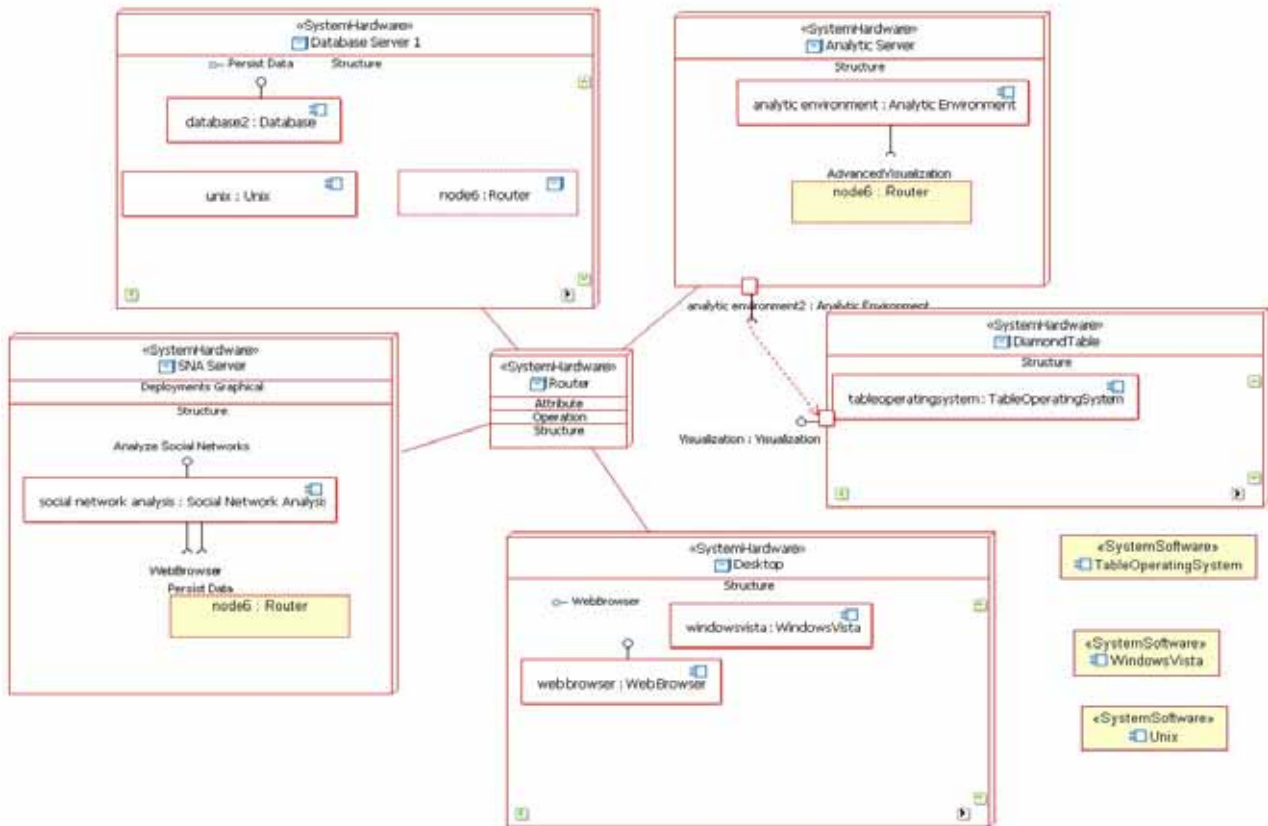 «SystemHardware»
Database Server 1
Persist Data
Structure
database2 : Database
unix : Unix
node6 : Router
«SystemHardware»
Analytic Server
Structure
analytic environment : Analytic Environment
AdvancedVisualization
node6 : Router
analytic environment2 : Analytic Environment
«SystemHardware»
DiamondTable
Structure
tableoperatingsystem : TableOperatingSystem
Visualization : Visualization
«SystemHardware»
Router
Attribute
Operation
Structure
«SystemHardware»
SNA Server
Deployments Graphical
Structure
Analyze Social Networks
social network analysis : Social Network Analysis
WebBrowser
Persist Data
node6 : Router
«SystemHardware»
Desktop
Structure
WebBrowser
windowsvista : WindowsVista
webbrowser : WebBrowser
«SystemSoftware»
TableOperatingSystem
«SystemSoftware»
WindowsVista
«SystemSoftware»
Unix